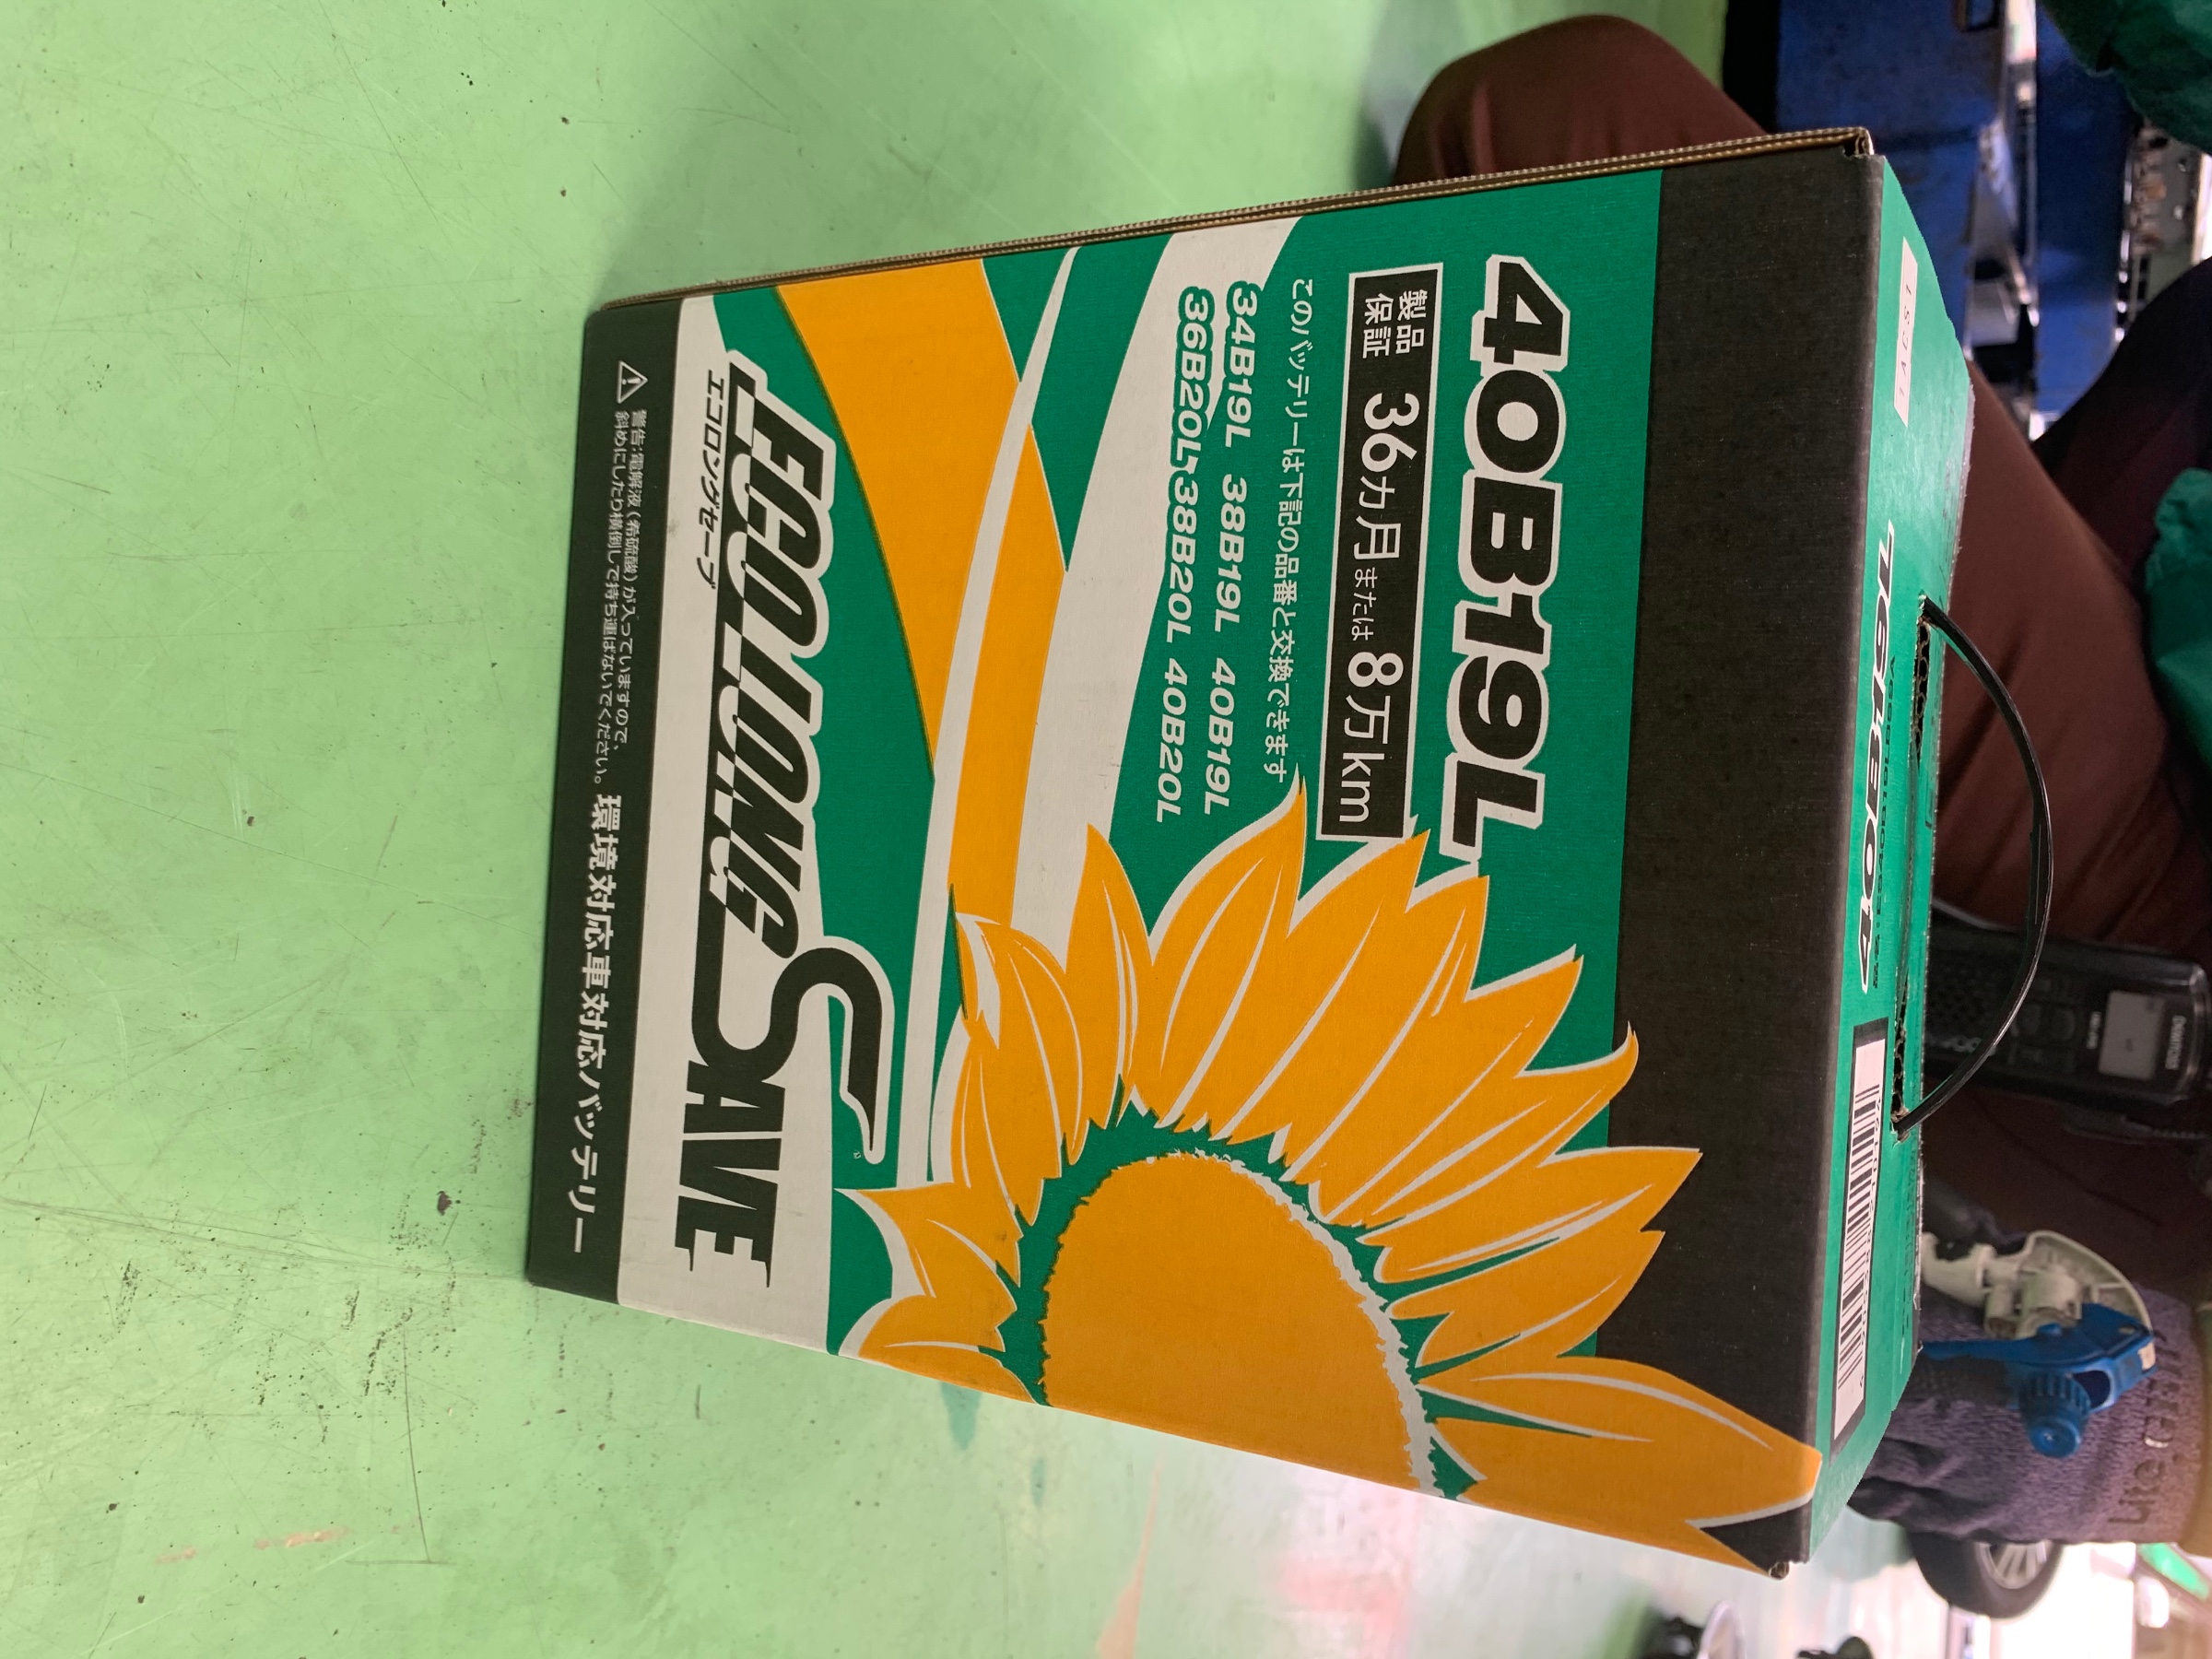 40B19L
40B19L
製品保証 36カ月または8万km
このバッテリーは下記の品番と交換できます
34B19L 38B19L 40B19L
36B20L 38B20L 40B20L
ECO LONG SAVE
エコロングセーブ
警告:電解液(希硫酸)が入っていますので、
斜めにしたり横倒しで持ち運ばないでください。
環境対応車対応バッテリー